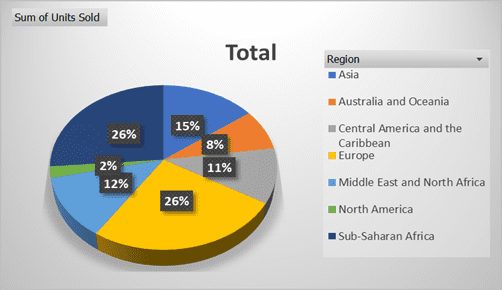 Sum of Units Sold
Total
Region
Asia
Australia and Oceania
Central America and the
Caribbean
Europe
Middle East and North Africa
North America
Sub-Saharan Africa
15%
8%
11%
26%
12%
2%
26%